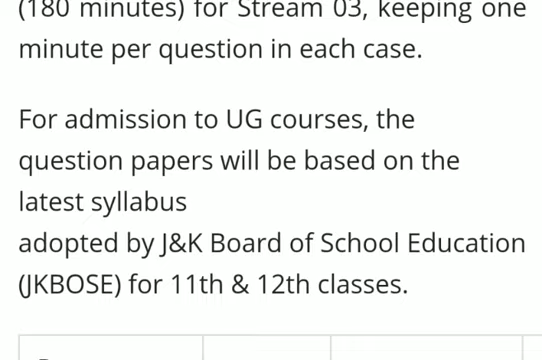 (180 minutes) for Stream 03, keeping one
minute per question in each case.
For admission to UG courses, the
question papers will be based on the
latest syllabus
adopted by J&K Board of School Education
(JKBOSE) for 11th & 12th classes.